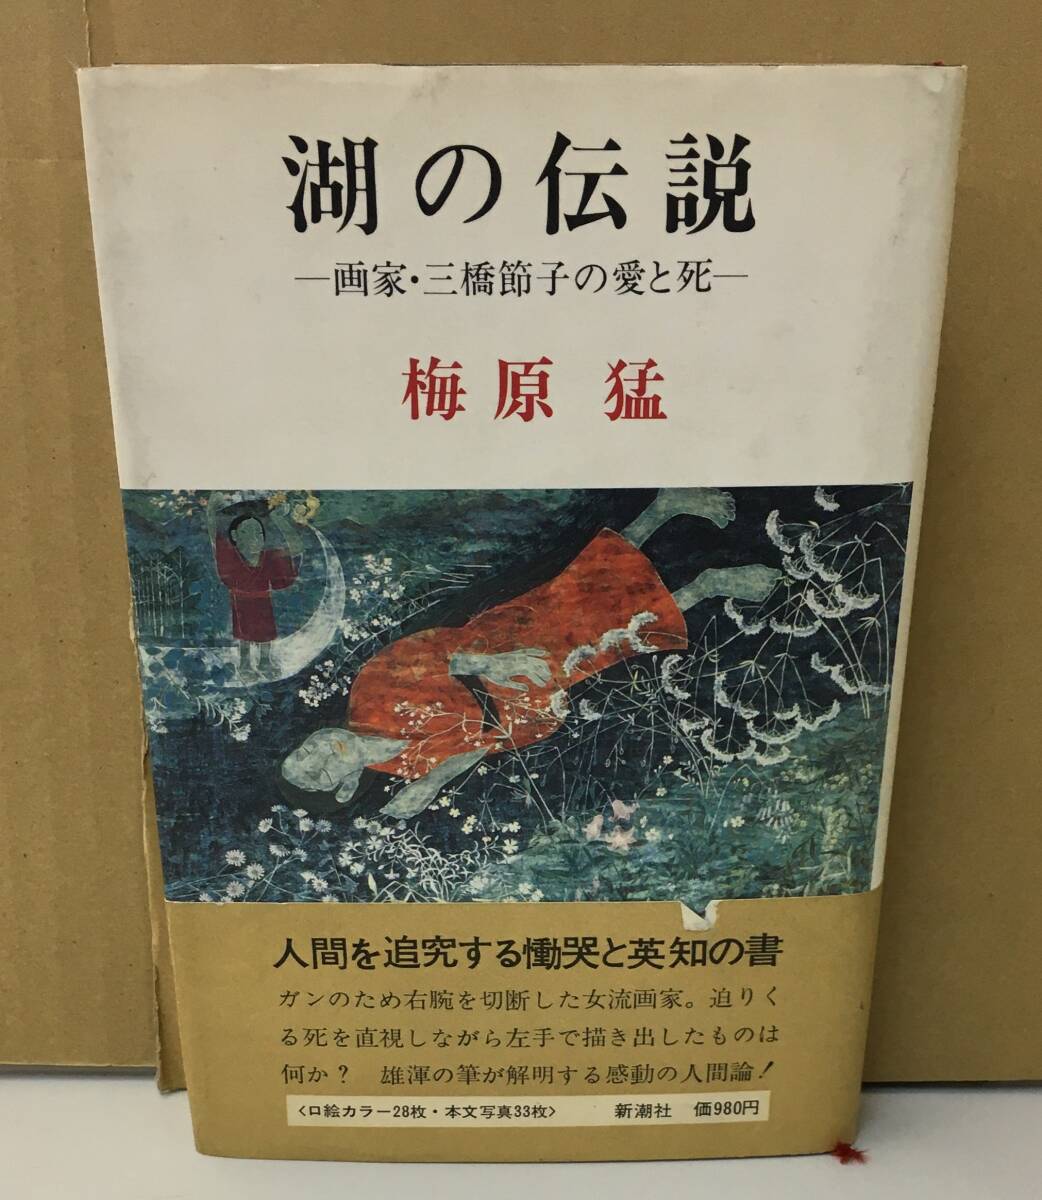 湖の伝説
―画家・三橋節子の愛と死―
梅原 猛
人間を追究する慟哭と英知の書
ガンのため右腕を切断した女流画家。迫りく
る死を直視しながら左手で描き出したものは
何か？ 雄渾の筆が解明する感動の人間論！
〈口絵カラー28枚・本文写真33枚〉 新潮社 価980円